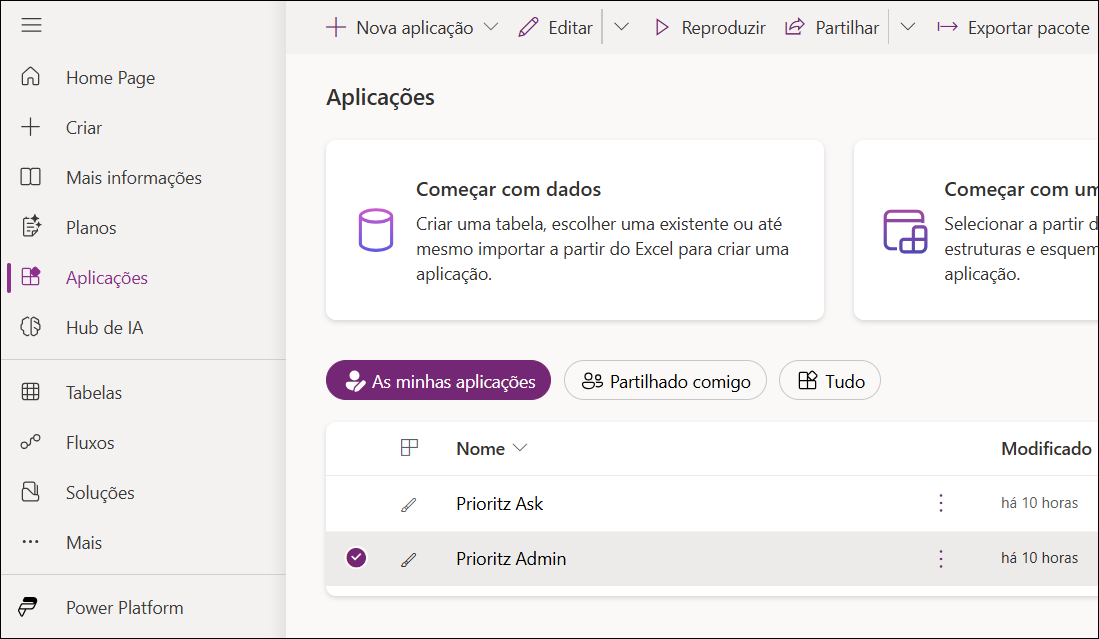 Nova aplicação Editar Reproduzir Partilhar Exportar pacote
Home Page
Criar
Mais informações
Planos
Aplicações
Hub de IA
Tabelas
Fluxos
Soluções
Mais
Power Platform
Aplicações
Começar com dados
Criar uma tabela, escolher uma existente ou até
mesmo importar a partir do Excel para criar uma
aplicação.
Começar com um
Selecionar a partir d
estruturas e esquem
aplicação.
As minhas aplicações Partilhado comigo Tudo
Nome Modificado
Prioritz Ask há 10 horas
Prioritz Admin há 10 horas